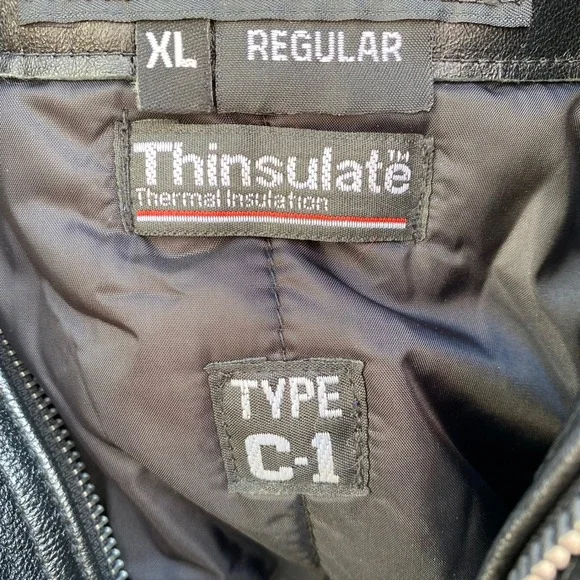 XL REGULAR
Thinsulate™
Thermal Insulation
TYPE
C-1